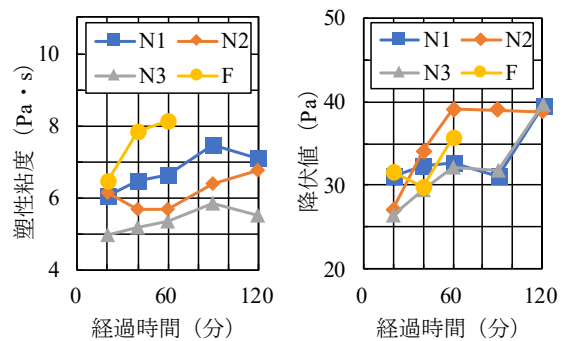 塑性粘度（Pa・s）
10
8
6
4
N1 N2
N3 F
0 60 120
経過時間（分）
降伏値（Pa）
50
40
30
20
N1 N2
N3 F
0 60 120
経過時間（分）